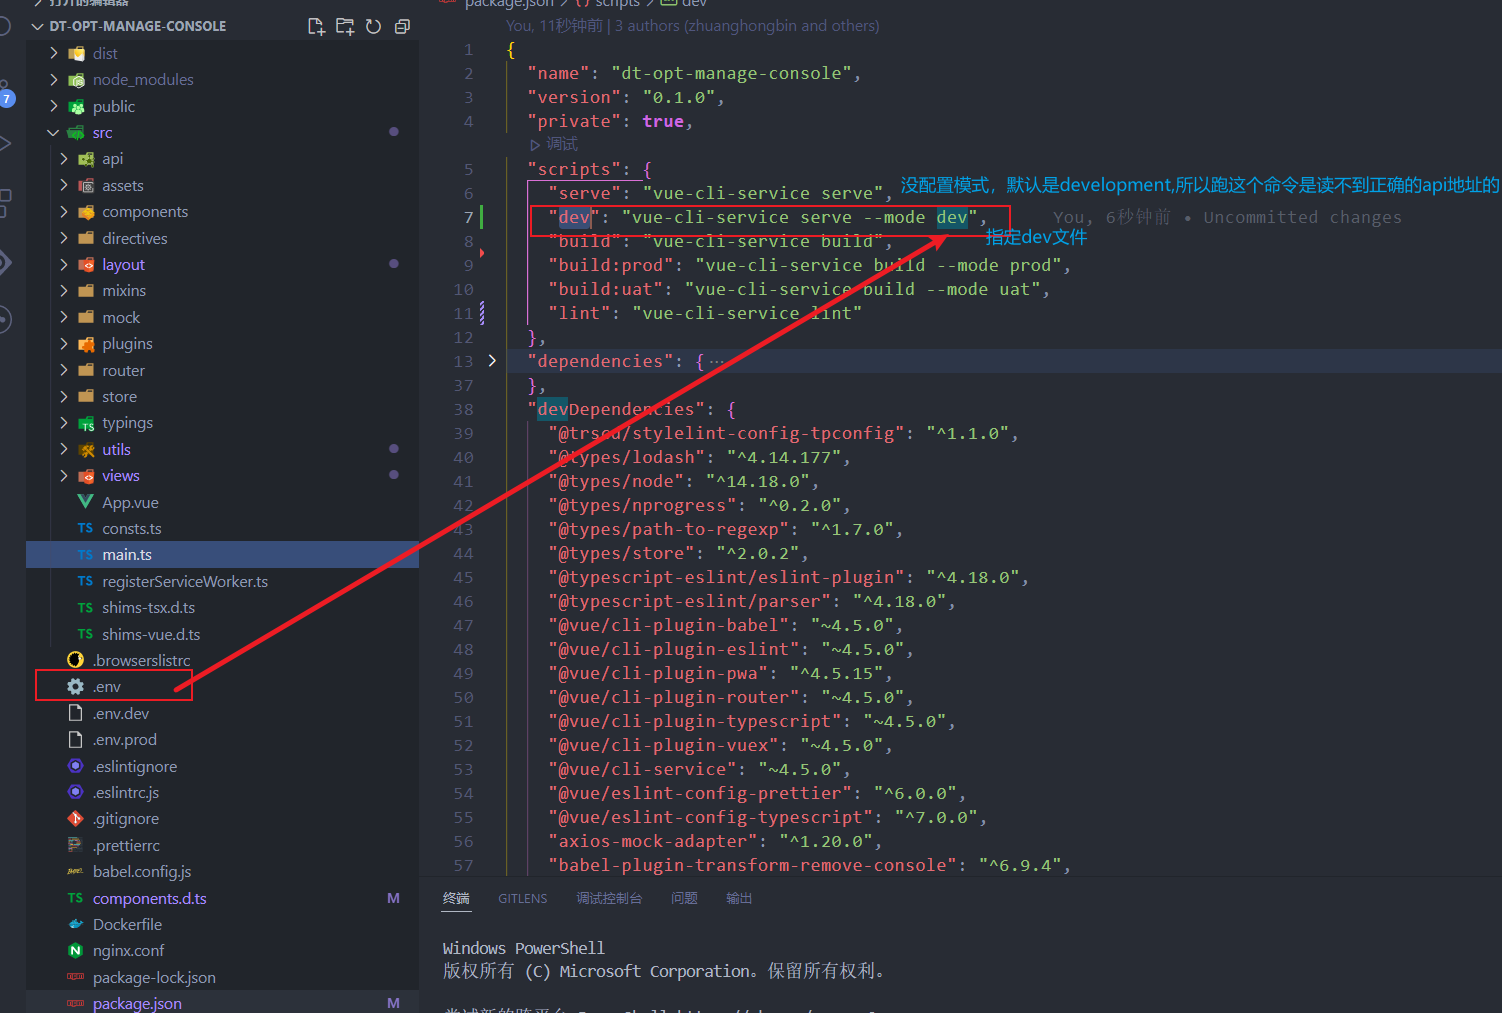 打开的编辑器
package.json > {} scripts > dev
DT-OPT-MANAGE-CONSOLE
dist
node_modules
public
src
api
assets
components
directives
layout
mixins
mock
plugins
router
store
typings
utils
views
App.vue
TS consts.ts
TS main.ts
TS registerServiceWorker.ts
TS shims-tsx.d.ts
TS shims-vue.d.ts
.browserslistrc
.env
.env.dev
.env.prod
.eslintignore
.eslintrc.js
.gitignore
.prettierrc
babel.config.js
TS components.d.ts M
Dockerfile
nginx.conf
package-lock.json
package.json M
7
You, 11秒钟前 | 3 authors (zhuanghongbin and others)
1 {
2 "name": "dt-opt-manage-console",
3 "version": "0.1.0",
4 "private": true,
调试
5 "scripts": {
6 "serve": "vue-cli-service serve",
没配置模式，默认是development,所以跑这个命令是读不到正确的api地址的
7 "dev": "vue-cli-service serve --mode dev", You, 6秒钟前 • Uncommitted changes
指定dev文件
8 "build": "vue-cli-service build",
9 "build:prod": "vue-cli-service build --mode prod",
10 "build:uat": "vue-cli-service build --mode uat",
11 "lint": "vue-cli-service lint"
12 },
13 "dependencies": { ···
37 },
38 "devDependencies": {
39 "@trscd/stylelint-config-tpconfig": "^1.1.0",
40 "@types/lodash": "^4.14.177",
41 "@types/node": "^14.18.0",
42 "@types/nprogress": "^0.2.0",
43 "@types/path-to-regexp": "^1.7.0",
44 "@types/store": "^2.0.2",
45 "@typescript-eslint/eslint-plugin": "^4.18.0",
46 "@typescript-eslint/parser": "^4.18.0",
47 "@vue/cli-plugin-babel": "~4.5.0",
48 "@vue/cli-plugin-eslint": "~4.5.0",
49 "@vue/cli-plugin-pwa": "^4.5.15",
50 "@vue/cli-plugin-router": "~4.5.0",
51 "@vue/cli-plugin-typescript": "~4.5.0",
52 "@vue/cli-plugin-vuex": "~4.5.0",
53 "@vue/cli-service": "~4.5.0",
54 "@vue/eslint-config-prettier": "^6.0.0",
55 "@vue/eslint-config-typescript": "^7.0.0",
56 "axios-mock-adapter": "^1.20.0",
57 "babel-plugin-transform-remove-console": "^6.9.4",
终端 GITLENS 调试控制台 问题 输出
Windows PowerShell
版权所有 (C) Microsoft Corporation。保留所有权利。